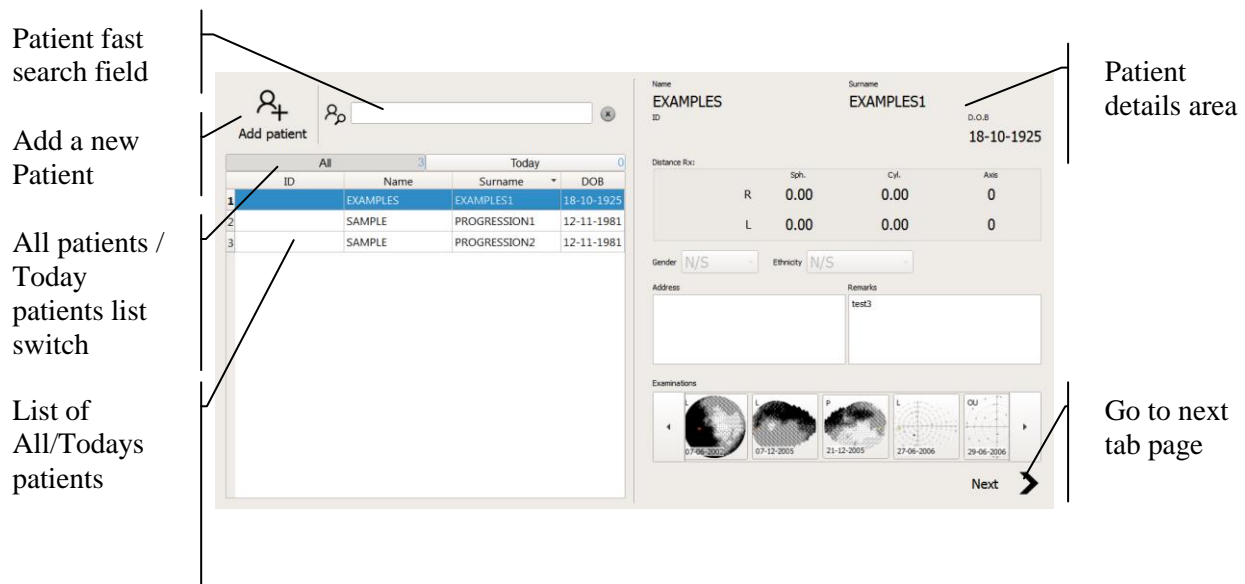 Patient fast
search field
Add a new
Patient
All patients /
Today
patients list
switch
List of
All/Todays
patients
Add patient
All 3 Today 0
ID Name Surname DOB
1 EXAMPLES EXAMPLES1 18-10-1925
2 SAMPLE PROGRESSION1 12-11-1981
3 SAMPLE PROGRESSION2 12-11-1981
Name Surname
EXAMPLES EXAMPLES1
ID D.O.B
18-10-1925
Distance Rx:
Sph. Cyl. Axis
R 0.00 0.00 0
L 0.00 0.00 0
Gender N/S Ethnicity N/S
Address Remarks
test3
Examinations
L L P L OU
07-06-2002 07-12-2005 21-12-2005 27-06-2006 29-06-2006
Next
Patient
details area
Go to next
tab page